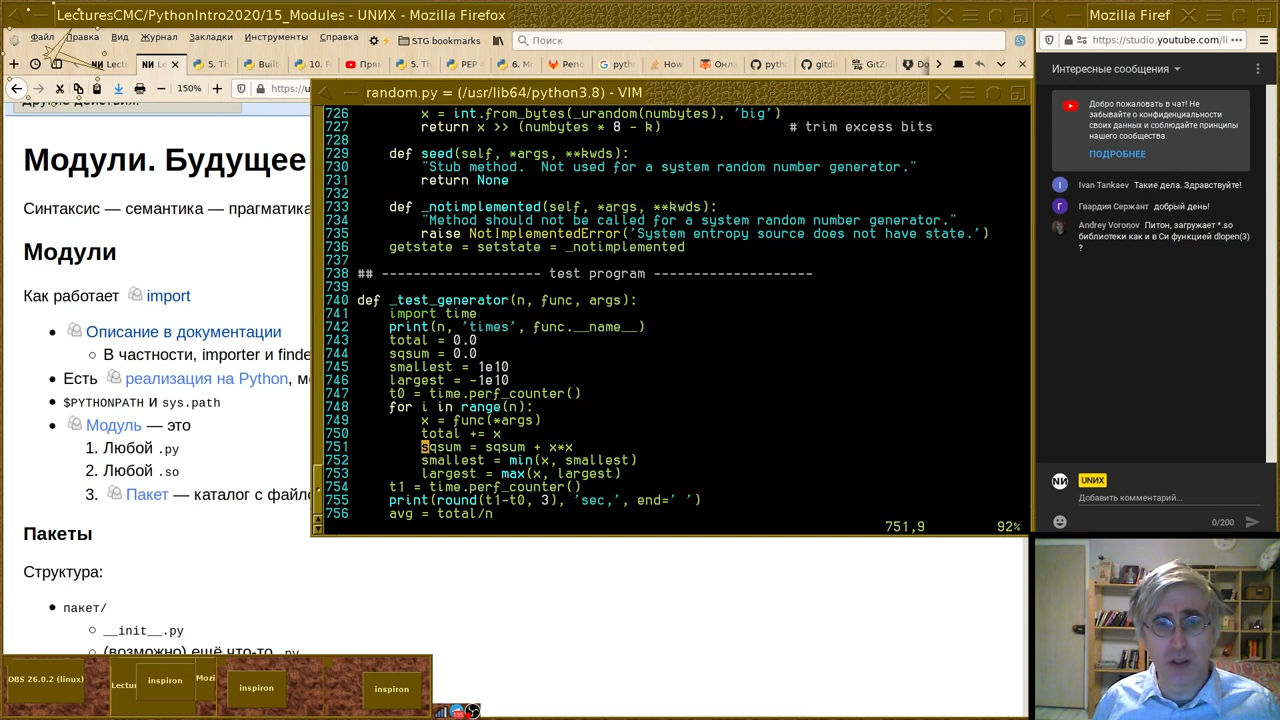 LecturesCMC/PythonIntro2020/15_Modules - UNИX - Mozilla Firefox
Файл Правка Вид Журнал Закладки Инструменты Справка
STG bookmarks
Поиск
150%
Модули. Будущее
Синтаксис — семантика — прагматика
Модули
Как работает import
Описание в документации
В частности, importer и finde
Есть реализация на Python, м
$PYTHONPATH и sys.path
Модуль — это
1. Любой .py
2. Любой .so
3. Пакет — каталог с файло
Пакеты
Структура:
пакет/
__init__.py
(возможно) ещё что-то .py
random.py = (/usr/lib64/python3.8) - VIM
726         x = int.from_bytes(_urandom(numbytes), 'big')
727         return x >> (numbytes * 8 - k)                # trim excess bits
728
729     def seed(self, *args, **kwds):
730         "Stub method.  Not used for a system random number generator."
731         return None
732
733     def _notimplemented(self, *args, **kwds):
734         "Method should not be called for a system random number generator."
735         raise NotImplementedError('System entropy source does not have state.')
736     getstate = setstate = _notimplemented
737
738 ## -------------------- test program --------------------
739
740 def _test_generator(n, func, args):
741     import time
742     print(n, 'times', func.__name__)
743     total = 0.0
744     sqsum = 0.0
745     smallest = 1e10
746     largest = -1e10
747     t0 = time.perf_counter()
748     for i in range(n):
749         x = func(*args)
750         total += x
751         sqsum = sqsum + x*x
752         smallest = min(x, smallest)
753         largest = max(x, largest)
754     t1 = time.perf_counter()
755     print(round(t1-t0, 3), 'sec,', end=' ')
756     avg = total/n
751,9 92%
Mozilla Firef
https://studio.youtube.com/li
Интересные сообщения
Добро пожаловать в чат! Не
забывайте о
конфиденциальности
своих данных и соблюдайте принципы
нашего сообщества.
ПОДРОБНЕЕ
Ivan Tankaev Такие дела. Здравствуйте!
Гвардия Сержант добрый день!
Andrey Voronov Питон, загружает *.so
библиотеки как и в Си функцией dlopen(3)
?
UNИX
Добавить комментарий...
0/200
OBS 26.0.2 (linux)
Lectur
inspiron
Mozi
inspiron
inspiron